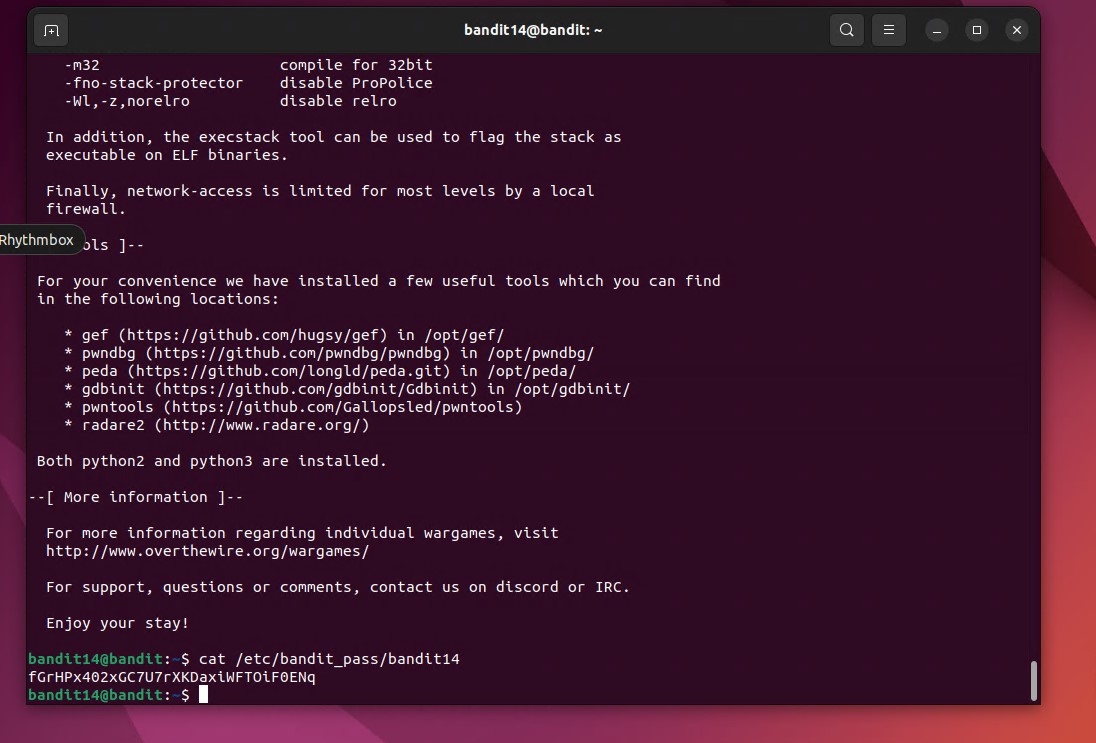 bandit14@bandit: ~
-m32 compile for 32bit
-fno-stack-protector disable ProPolice
-Wl,-z,norelro disable relro
In addition, the execstack tool can be used to flag the stack as
executable on ELF binaries.
Finally, network-access is limited for most levels by a local
firewall.
Rhythmbox
ols ]--
For your convenience we have installed a few useful tools which you can find
in the following locations:
* gef (https://github.com/hugsy/gef) in /opt/gef/
* pwndbg (https://github.com/pwndbg/pwndbg) in /opt/pwndbg/
* peda (https://github.com/longld/peda.git) in /opt/peda/
* gdbinit (https://github.com/gdbinit/Gdbinit) in /opt/gdbinit/
* pwntools (https://github.com/Gallopsled/pwntools)
* radare2 (http://www.radare.org/)
Both python2 and python3 are installed.
--[ More information ]--
For more information regarding individual wargames, visit
http://www.overthewire.org/wargames/
For support, questions or comments, contact us on discord or IRC.
Enjoy your stay!
bandit14@bandit:~$ cat /etc/bandit_pass/bandit14
fGrHPx402xGC7U7rXKDaxiWFTOiF0ENq
bandit14@bandit:~$